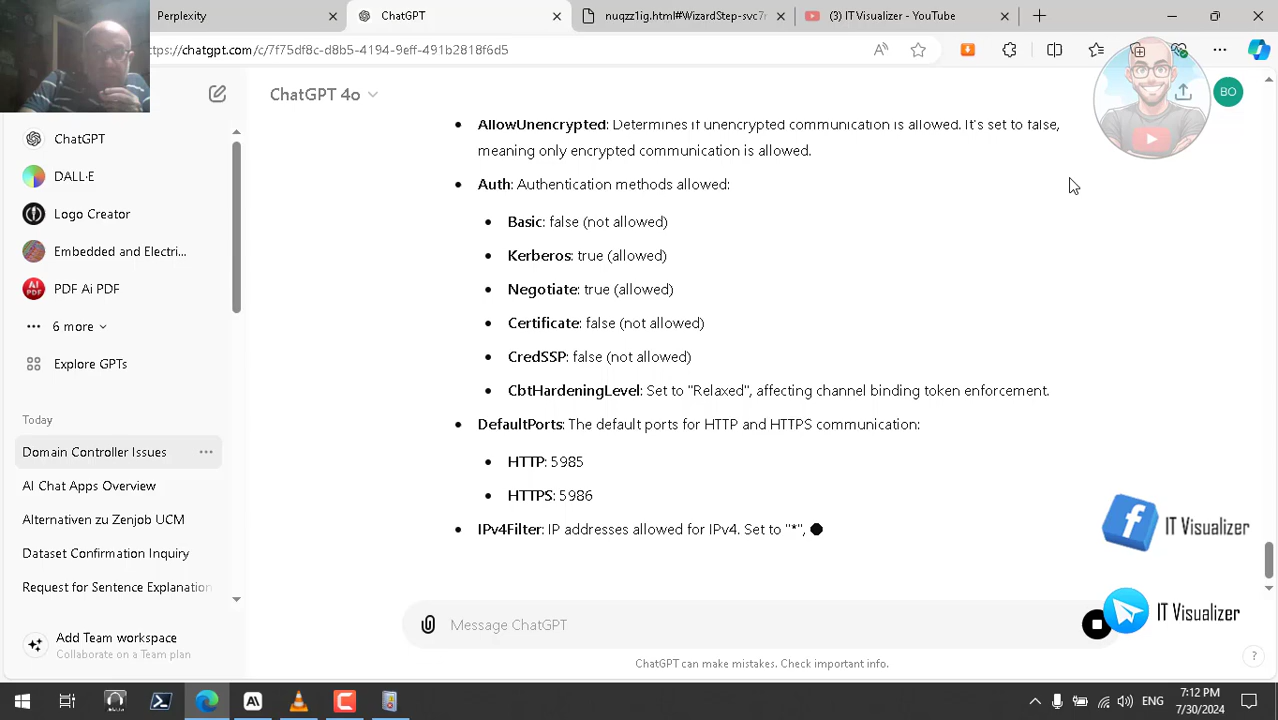 Perplexity
ChatGPT
nuqzz1ig.html#WizardStep-svc7r
(3) IT Visualizer - YouTube
ttps://chatgpt.com/c/7f75df8c-d8b5-4194-9eff-491b2818f6d5
ChatGPT 4o
BO
ChatGPT
DALL·E
Logo Creator
Embedded and Electri...
PDF Ai PDF
6 more
Explore GPTs
Today
Domain Controller Issues
AI Chat Apps Overview
Alternativen zu Zenjob UCM
Dataset Confirmation Inquiry
Request for Sentence Explanation
Add Team workspace
Collaborate on a Team plan
AllowUnencrypted: Determines if unencrypted communication is allowed. It's set to false,
meaning only encrypted communication is allowed.
Auth: Authentication methods allowed:
Basic: false (not allowed)
Kerberos: true (allowed)
Negotiate: true (allowed)
Certificate: false (not allowed)
CredSSP: false (not allowed)
CbtHardeningLevel: Set to "Relaxed", affecting channel binding token enforcement.
DefaultPorts: The default ports for HTTP and HTTPS communication:
HTTP: 5985
HTTPS: 5986
IPv4Filter: IP addresses allowed for IPv4. Set to "*",
IT Visualizer
IT Visualizer
Message ChatGPT
ChatGPT can make mistakes. Check important info.
?
ENG
7:12 PM
7/30/2024